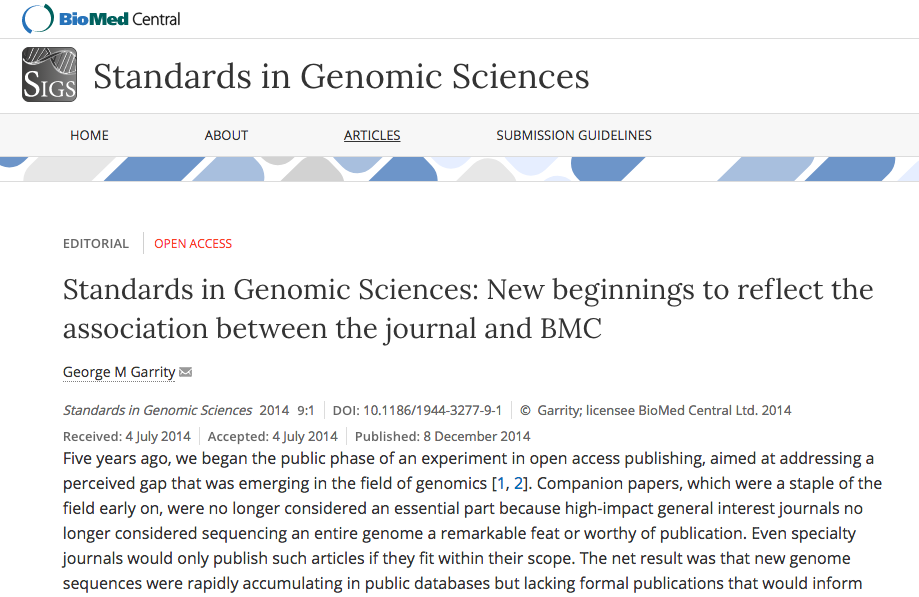 BioMed Central
SIGS
Standards in Genomic Sciences
HOME ABOUT ARTICLES SUBMISSION GUIDELINES
EDITORIAL OPEN ACCESS
Standards in Genomic Sciences: New beginnings to reflect the
association between the journal and BMC
George M Garrity
Standards in Genomic Sciences 2014 9:1 DOI: 10.1186/1944-3277-9-1 © Garrity; licensee BioMed Central Ltd. 2014
Received: 4 July 2014 Accepted: 4 July 2014 Published: 8 December 2014
Five years ago, we began the public phase of an experiment in open access publishing, aimed at addressing a
perceived gap that was emerging in the field of genomics [1, 2]. Companion papers, which were a staple of the
field early on, were no longer considered an essential part because high-impact general interest journals no
longer considered sequencing an entire genome a remarkable feat or worthy of publication. Even specialty
journals would only publish such articles if they fit within their scope. The net result was that new genome
sequences were rapidly accumulating in public databases but lacking formal publications that would inform